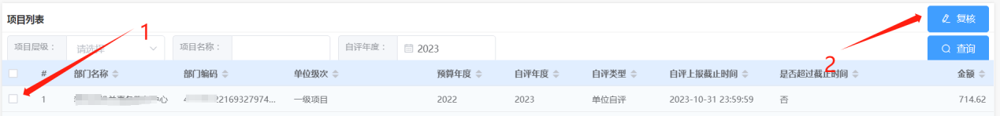 项目列表
复核
1
2
项目层级： 请选择 项目名称： 自评年度： 2023 查询
# 部门名称 部门编码 单位级次 预算年度 自评年度 自评类型 自评上报截止时间 是否超过截止时间 金额
1 中心 22169327974... 一级项目 2022 2023 单位自评 2023-10-31 23:59:59 否 714.62